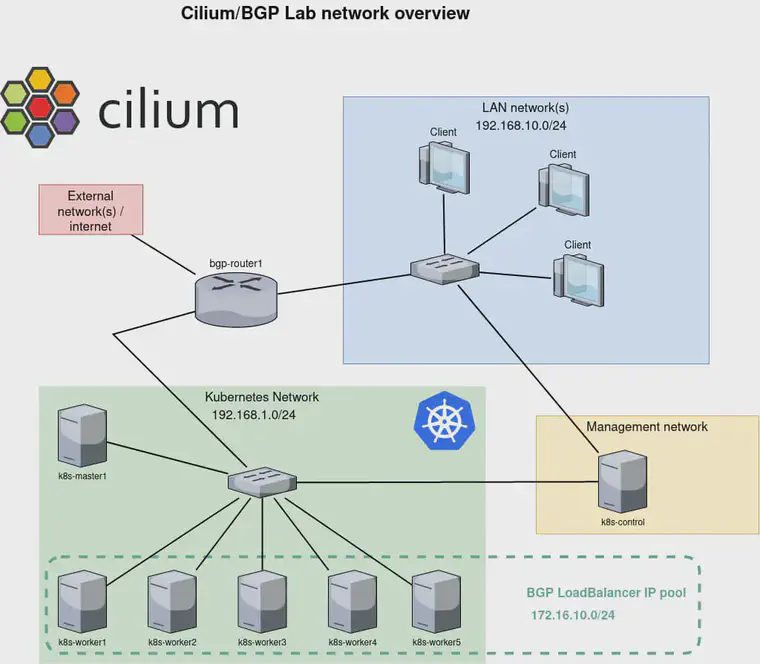 Cilium/BGP Lab network overview
cilium
LAN network(s)
192.168.10.0/24
Client
Client
Client
External
network(s) /
internet
bgp-router1
Kubernetes Network
192.168.1.0/24
Management network
k8s-master1
k8s-control
BGP LoadBalancer IP pool
172.16.10.0/24
k8s-worker1
k8s-worker2
k8s-worker3
k8s-worker4
k8s-worker5